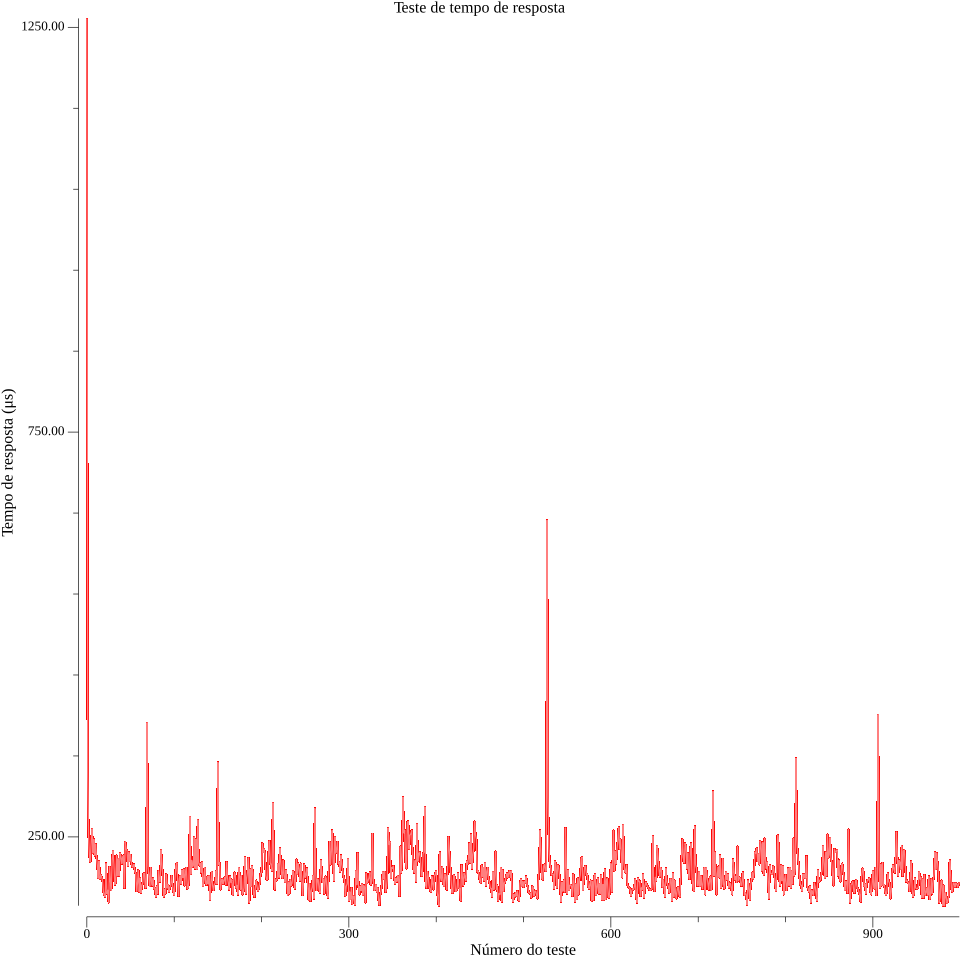 Teste de tempo de resposta
1250.00
750.00
250.00
Tempo de resposta (μs)
0
300
600
900
Número do teste